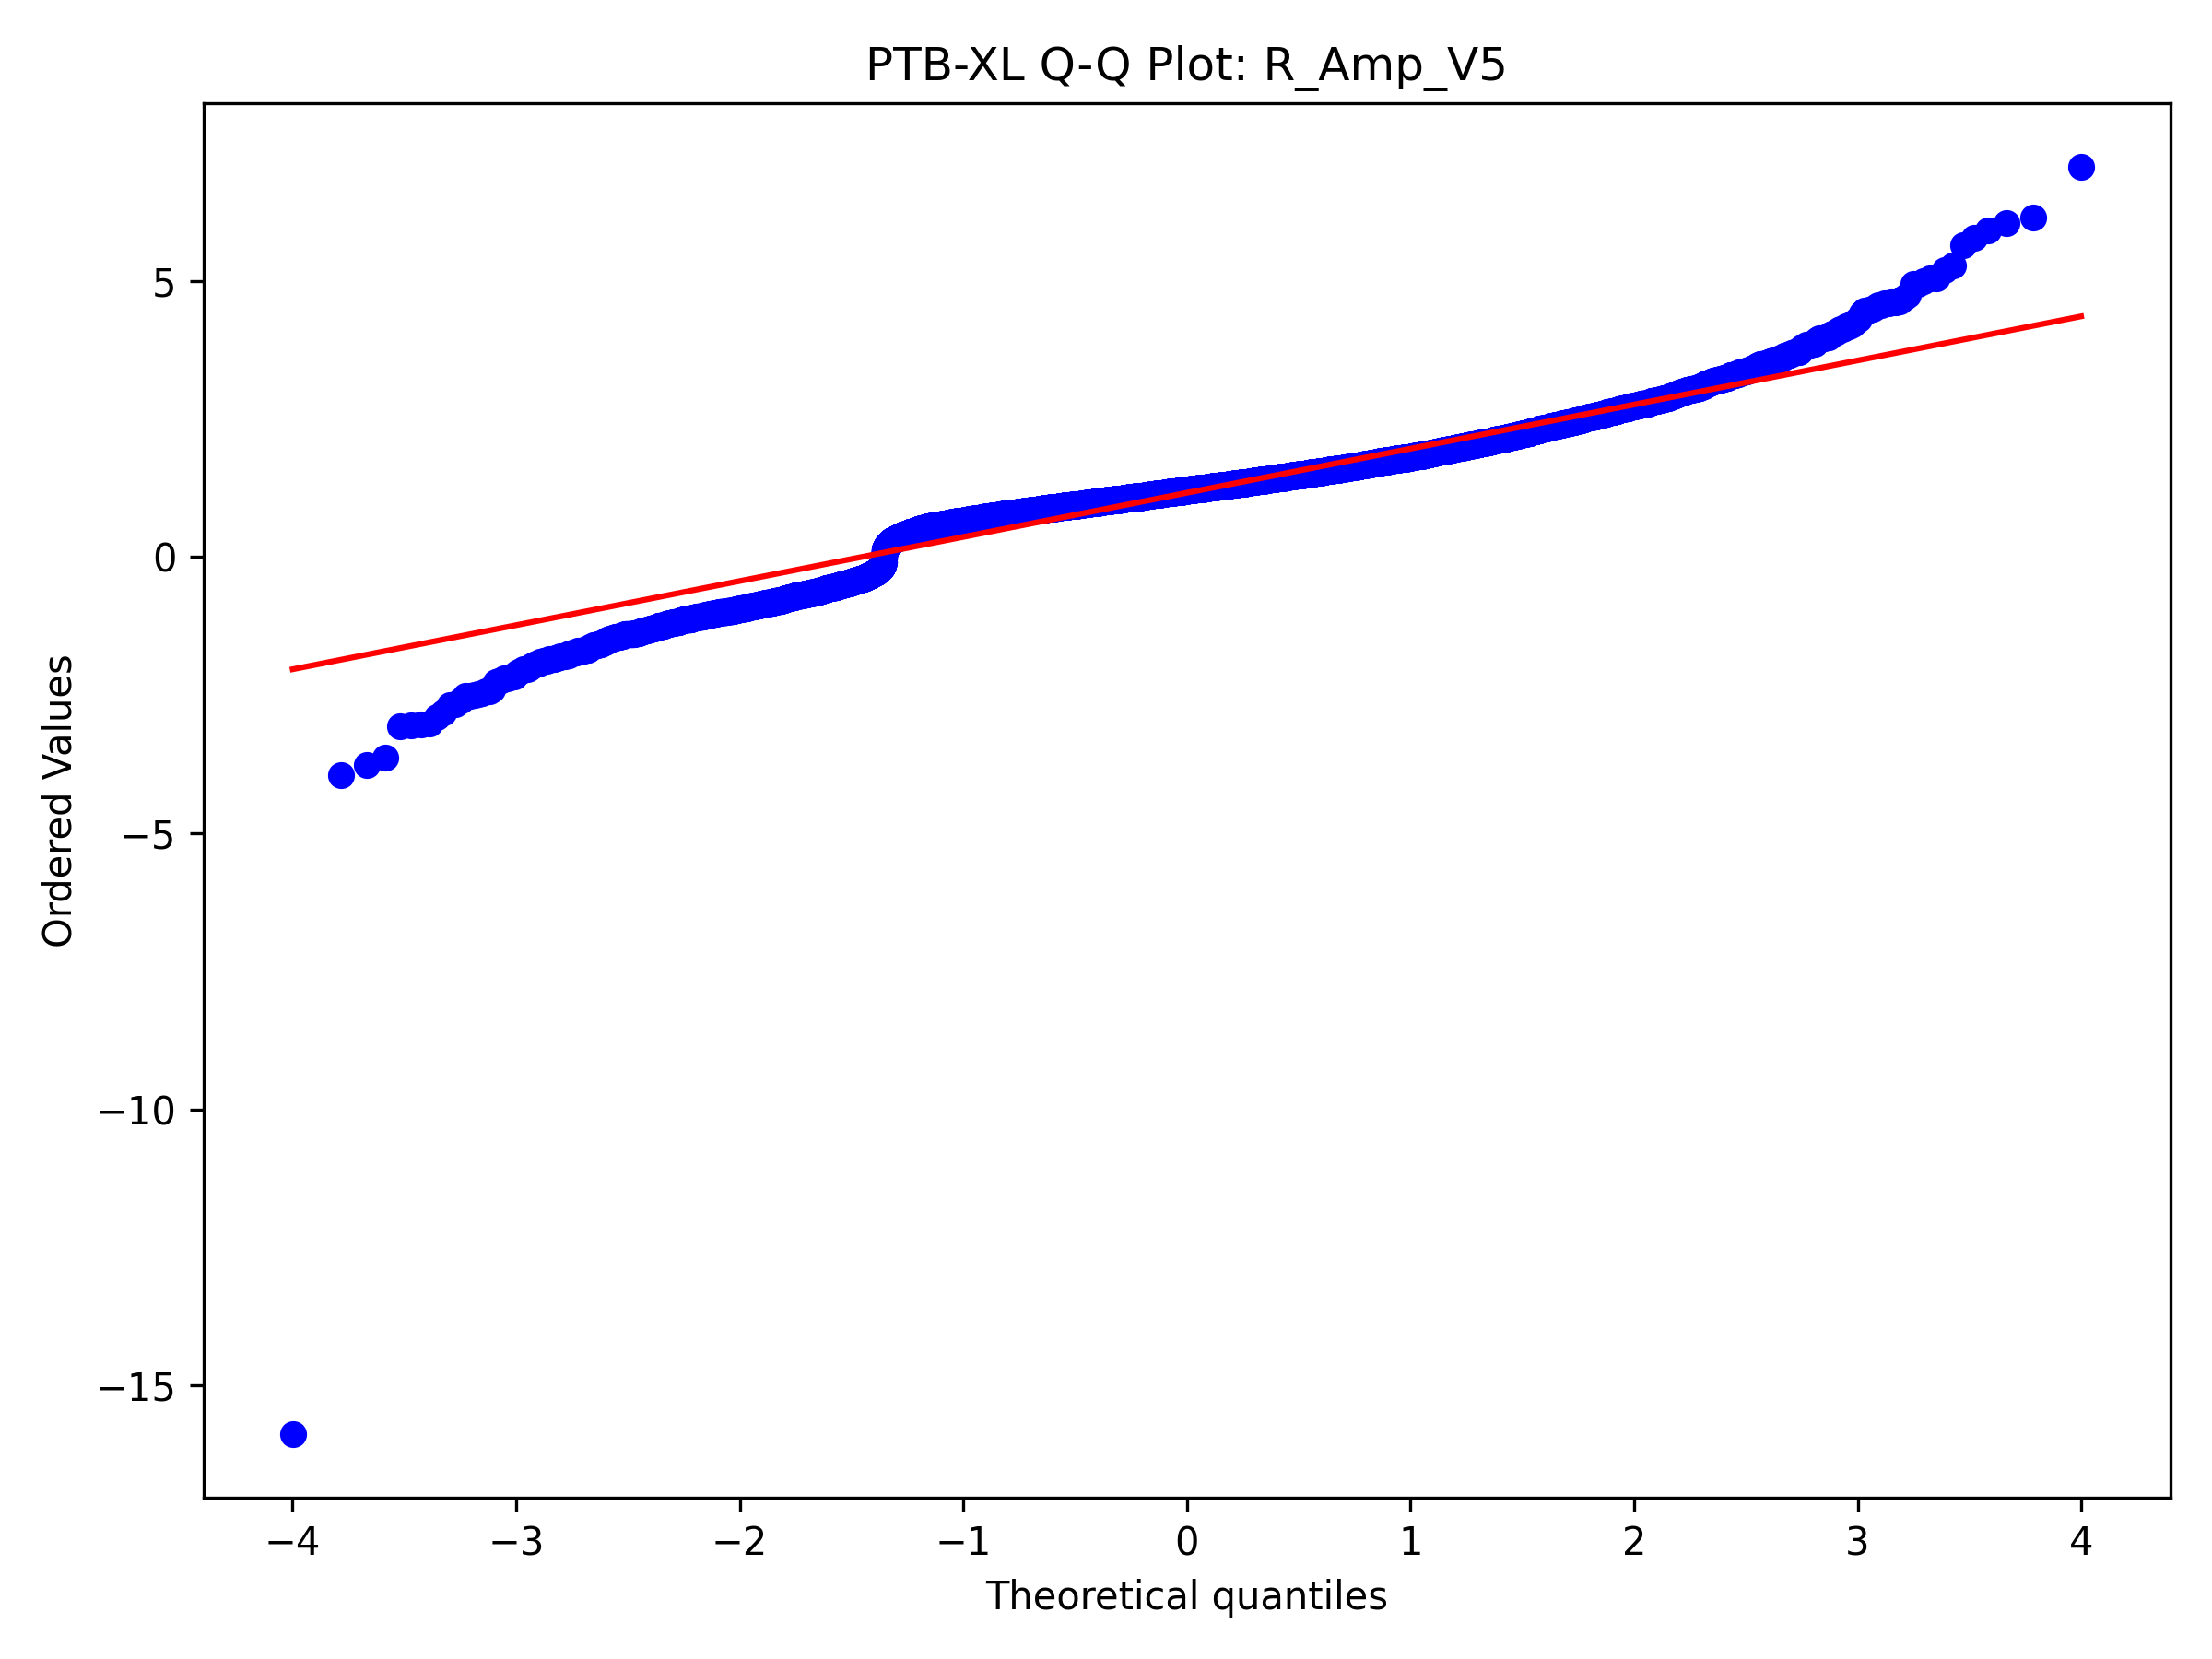 PTB-XL Q-Q Plot: R_Amp_V5
Ordered Values
5
0
−5
−10
−15
−4 −3 −2 −1 0 1 2 3 4
Theoretical quantiles